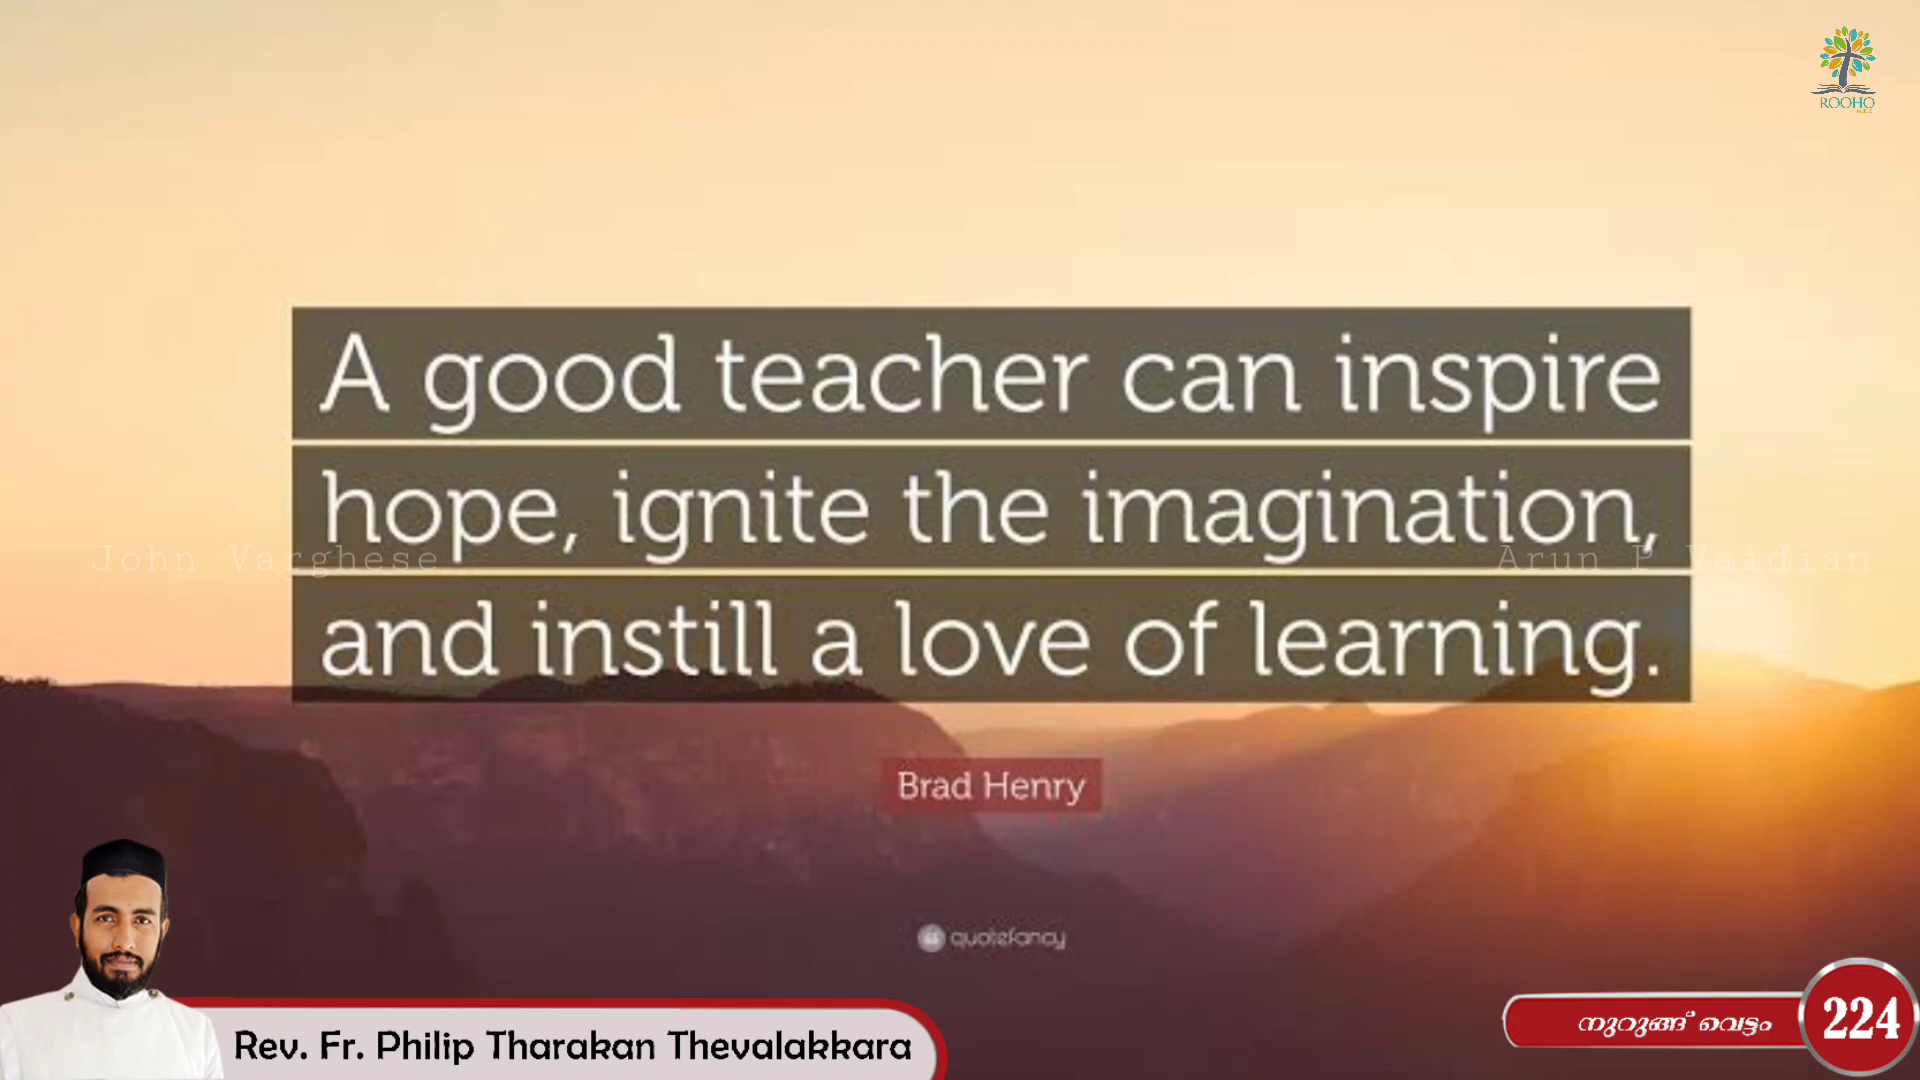 ROOHO
A good teacher can inspire
hope, ignite the imagination,
and instill a love of learning.
John Varghese
Arun P Vaidian
Brad Henry
quotefancy
Rev. Fr. Philip Tharakan Thevalakkara
നുറുങ്ങ് വെട്ടം
224